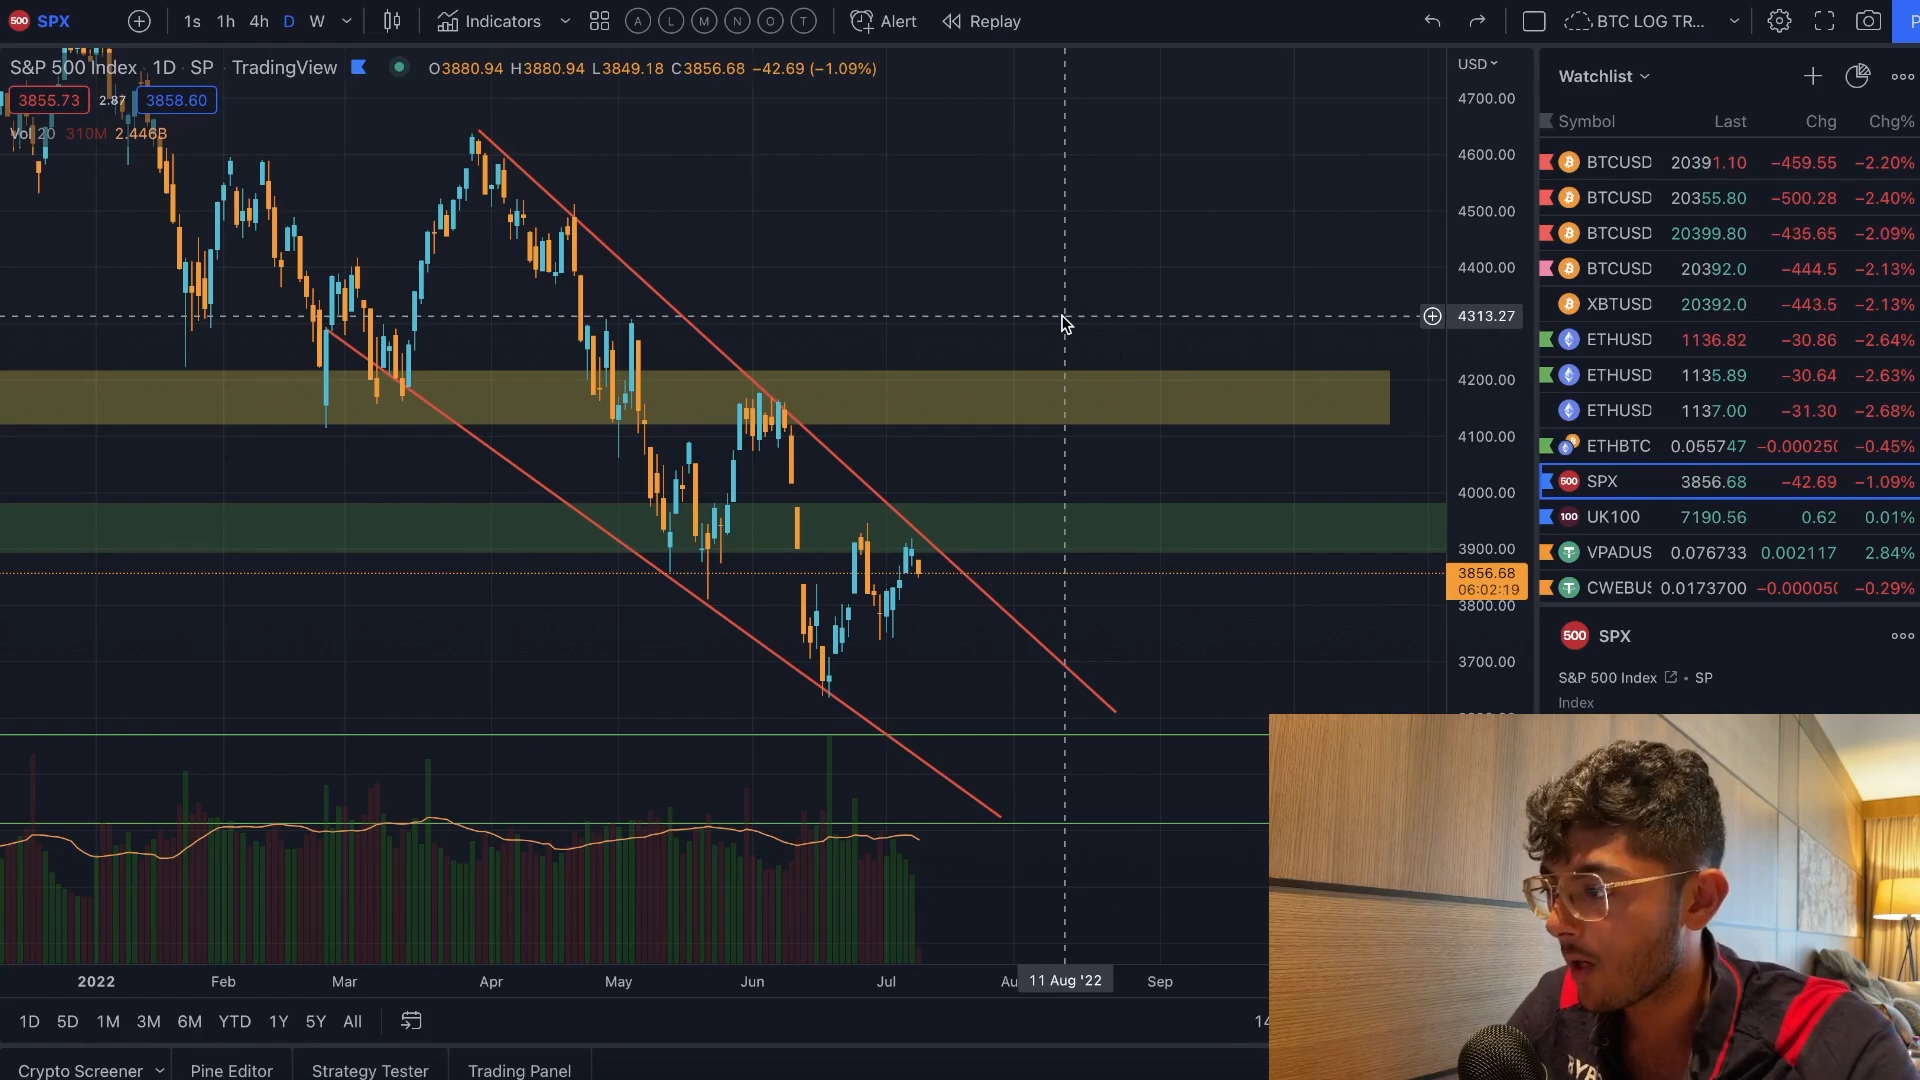 500 SPX 1s 1h 4h D W Indicators A L M N O T Alert Replay BTC LOG TR...
S&P 500 Index · 1D · SP · TradingView O3880.94 H3880.94 L3849.18 C3856.68 −42.69 (−1.09%)
3855.73 2.87 3858.60
Vol 20 310M 2.446B
USD
4700.00
4600.00
4500.00
4400.00
4313.27
4200.00
4100.00
4000.00
3900.00
3856.68
06:02:19
3800.00
3700.00
2022 Feb Mar Apr May Jun Jul Au 11 Aug '22 Sep
1D 5D 1M 3M 6M YTD 1Y 5Y All
Crypto Screener Pine Editor Strategy Tester Trading Panel
Watchlist
Symbol Last Chg Chg%
BTCUSD 20391.10 −459.55 −2.20%
BTCUSD 20355.80 −500.28 −2.40%
BTCUSD 20399.80 −435.65 −2.09%
BTCUSD 20392.0 −444.5 −2.13%
XBTUSD 20392.0 −443.5 −2.13%
ETHUSD 1136.82 −30.86 −2.64%
ETHUSD 1135.89 −30.64 −2.63%
ETHUSD 1137.00 −31.30 −2.68%
ETHBTC 0.055747 −0.000250 −0.45%
500 SPX 3856.68 −42.69 −1.09%
100 UK100 7190.56 0.62 0.01%
VPADUS 0.076733 0.002117 2.84%
CWEBUS 0.0173700 −0.000050 −0.29%
500 SPX
S&P 500 Index • SP
Index